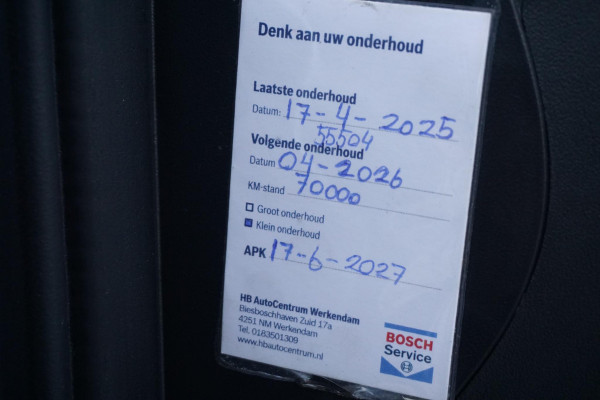 Denk aan uw onderhoud
Laatste onderhoud
Datum: 17-4-2025
55504
Volgende onderhoud
Datum 04-2026
KM-stand 70000
Groot onderhoud
Klein onderhoud
APK 17-6-2027
HB AutoCentrum Werkendam
Biesboschhaven Zuid 17a
4251 NM Werkendam
Tel. 0183501309
www.hbautocentrum.nl
BOSCH
Service